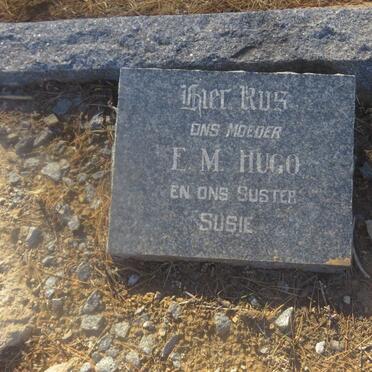 Hier Rus
ONS MOEDER
E. M. HUGO
EN ONS SUSTER
SUSIE